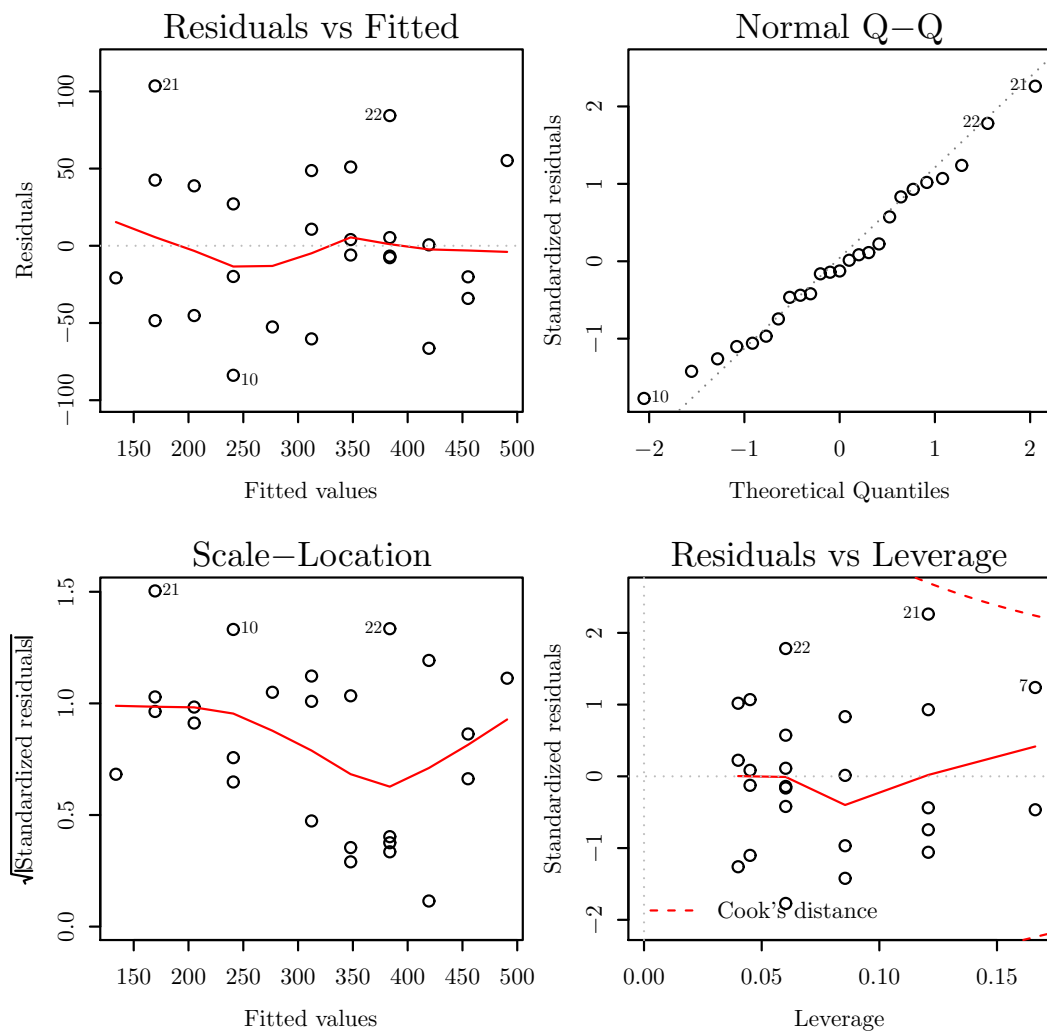 Residuals vs Fitted
Residuals
100
50
0
−50
−100
21
22
10
150 200 250 300 350 400 450 500
Fitted values
Normal Q−Q
Standardized residuals
2
1
0
−1
21
22
10
−2 −1 0 1 2
Theoretical Quantiles
Scale−Location
√|Standardized residuals|
1.5
1.0
0.5
0.0
21
10
22
150 200 250 300 350 400 450 500
Fitted values
Residuals vs Leverage
Standardized residuals
2
1
0
−1
−2
21
22
7
Cook's distance
0.00 0.05 0.10 0.15
Leverage